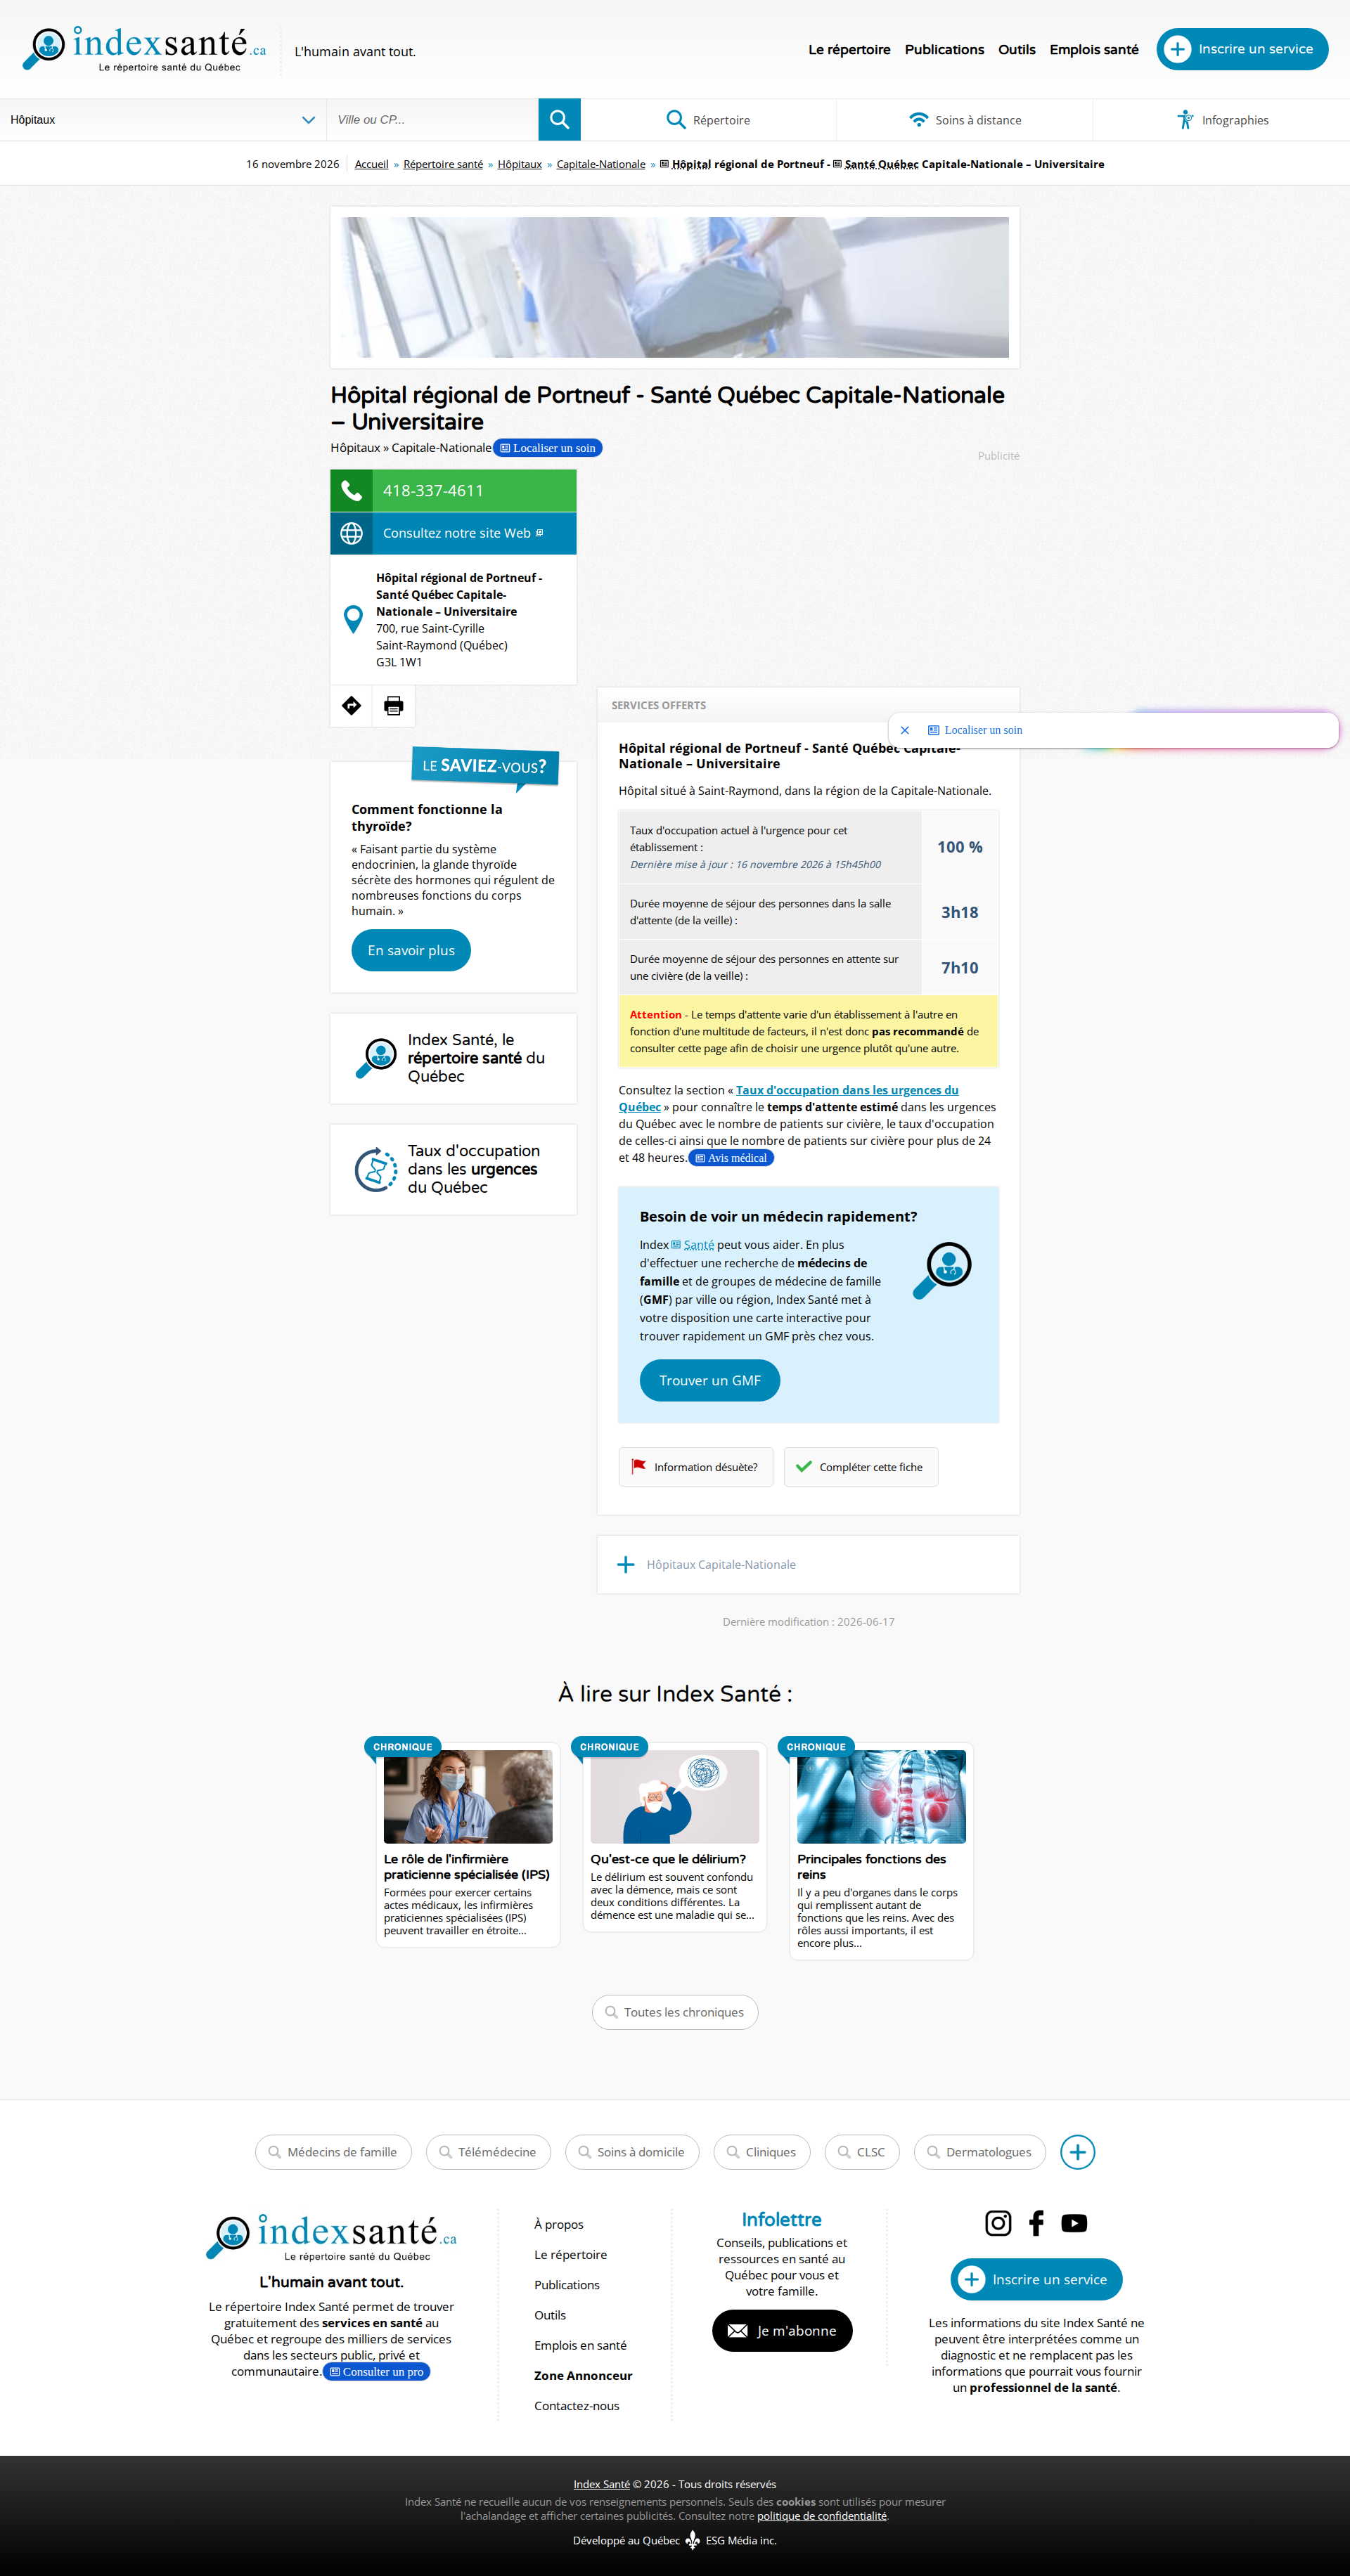 indexsanté.ca
Le répertoire santé du Québec
L'humain avant tout.
Le répertoire
Publications
Outils
Emplois santé
Inscrire un service
Hôpitaux
Ville ou CP...
Répertoire
Soins à distance
Infographies
16 novembre 2026
Accueil » Répertoire santé » Hôpitaux » Capitale-Nationale » Hôpital régional de Portneuf - Santé Québec Capitale-Nationale – Universitaire
Hôpital régional de Portneuf - Santé Québec Capitale-Nationale
– Universitaire
Hôpitaux » Capitale-Nationale Localiser un soin
Publicité
418-337-4611
Consultez notre site Web
Hôpital régional de Portneuf -
Santé Québec Capitale-
Nationale – Universitaire
700, rue Saint-Cyrille
Saint-Raymond (Québec)
G3L 1W1
LE SAVIEZ-VOUS?
Comment fonctionne la
thyroïde?
« Faisant partie du système
endocrinien, la glande thyroïde
sécrète des hormones qui régulent de
nombreuses fonctions du corps
humain. »
En savoir plus
Index Santé, le
répertoire santé du
Québec
Taux d'occupation
dans les urgences
du Québec
SERVICES OFFERTS
Localiser un soin
Hôpital régional de Portneuf - Santé Québec Capitale-
Nationale – Universitaire
Hôpital situé à Saint-Raymond, dans la région de la Capitale-Nationale.
Taux d'occupation actuel à l'urgence pour cet
établissement :
Dernière mise à jour : 16 novembre 2026 à 15h45h00
100 %
Durée moyenne de séjour des personnes dans la salle
d'attente (de la veille) :
3h18
Durée moyenne de séjour des personnes en attente sur
une civière (de la veille) :
7h10
Attention - Le temps d'attente varie d'un établissement à l'autre en
fonction d'une multitude de facteurs, il n'est donc pas recommandé de
consulter cette page afin de choisir une urgence plutôt qu'une autre.
Consultez la section « Taux d'occupation dans les urgences du
Québec » pour connaître le temps d'attente estimé dans les urgences
du Québec avec le nombre de patients sur civière, le taux d'occupation
de celles-ci ainsi que le nombre de patients sur civière pour plus de 24
et 48 heures. Avis médical
Besoin de voir un médecin rapidement?
Index Santé peut vous aider. En plus
d'effectuer une recherche de médecins de
famille et de groupes de médecine de famille
(GMF) par ville ou région, Index Santé met à
votre disposition une carte interactive pour
trouver rapidement un GMF près chez vous.
Trouver un GMF
Information désuète?
Compléter cette fiche
Hôpitaux Capitale-Nationale
Dernière modification : 2026-06-17
À lire sur Index Santé :
CHRONIQUE
Le rôle de l'infirmière
praticienne spécialisée (IPS)
Formées pour exercer certains
actes médicaux, les infirmières
praticiennes spécialisées (IPS)
peuvent travailler en étroite...
CHRONIQUE
Qu'est-ce que le délirium?
Le délirium est souvent confondu
avec la démence, mais ce sont
deux conditions différentes. La
démence est une maladie qui se...
CHRONIQUE
Principales fonctions des
reins
Il y a peu d'organes dans le corps
qui remplissent autant de
fonctions que les reins. Avec des
rôles aussi importants, il est
encore plus...
Toutes les chroniques
Médecins de famille
Télémédecine
Soins à domicile
Cliniques
CLSC
Dermatologues
indexsanté.ca
Le répertoire santé du Québec
L'humain avant tout.
Le répertoire Index Santé permet de trouver
gratuitement des services en santé au
Québec et regroupe des milliers de services
dans les secteurs public, privé et
communautaire. Consulter un pro
À propos
Le répertoire
Publications
Outils
Emplois en santé
Zone Annonceur
Contactez-nous
Infolettre
Conseils, publications et
ressources en santé au
Québec pour vous et
votre famille.
Je m'abonne
Inscrire un service
Les informations du site Index Santé ne
peuvent être interprétées comme un
diagnostic et ne remplacent pas les
informations que pourrait vous fournir
un professionnel de la santé.
Index Santé © 2026 - Tous droits réservés
Index Santé ne recueille aucun de vos renseignements personnels. Seuls des cookies sont utilisés pour mesurer
l'achalandage et afficher certaines publicités. Consultez notre politique de confidentialité.
Développé au Québec ESG Média inc.